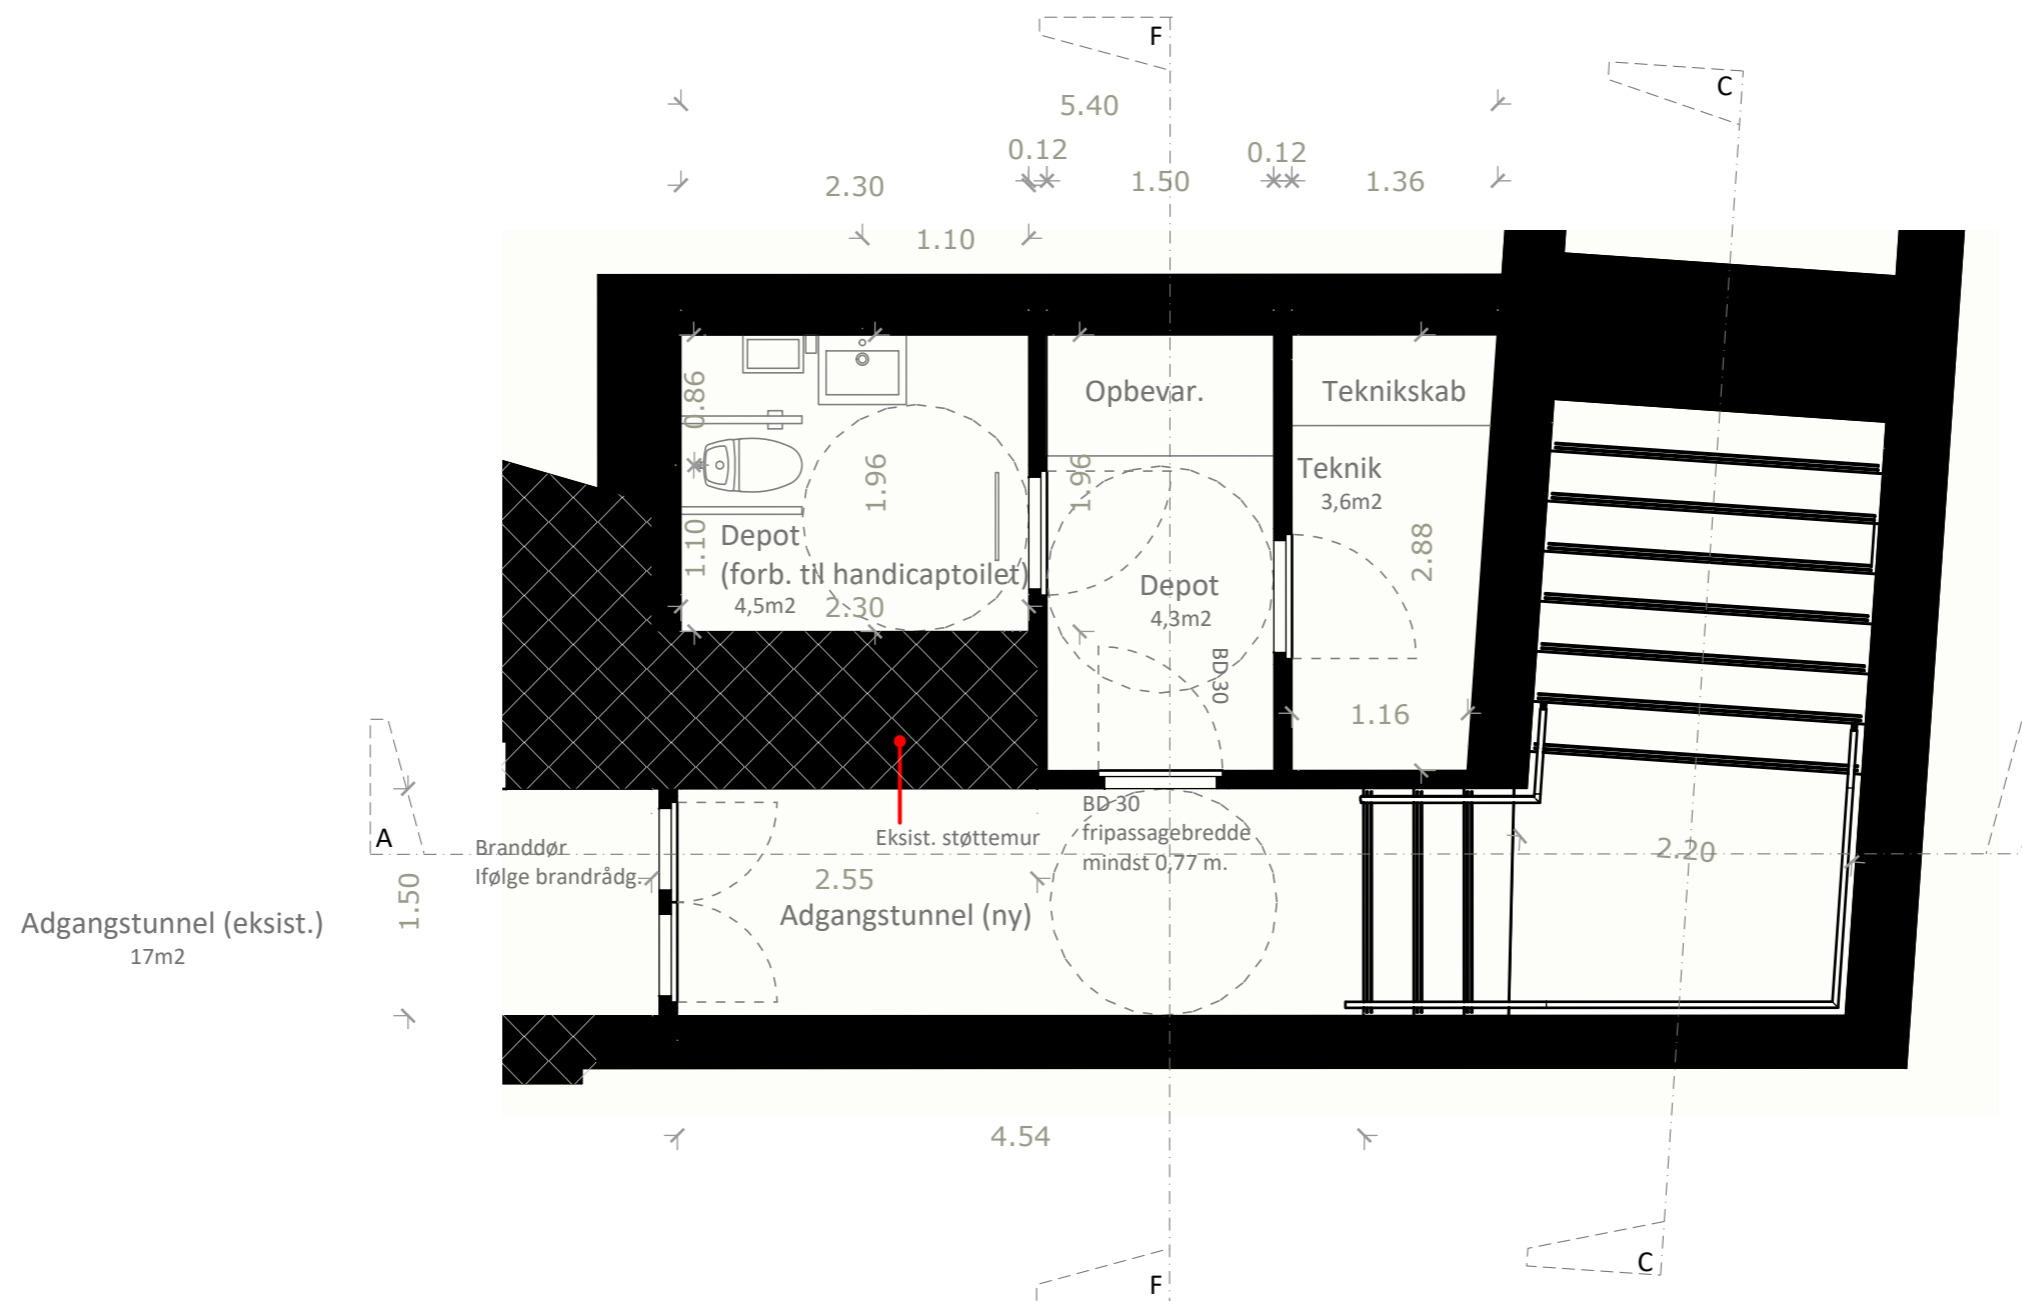 F
C
5.40
0.12
0.12
2.30
1.50
1.36
1.10
Opbevar.
Teknikskab
0.86
1.96
1.96
Teknik
3,6m2
1.10
Depot
(forb. til handicaptoilet)
4,5m2
2.30
2.88
Depot
4,3m2
BD 30
1.16
A
Branddør
Ifølge brandrådg.
Eksist. støttemur
BD 30
fripassagebredde
mindst 0,77 m.
2.20
1.50
2.55
Adgangstunnel (eksist.)
17m2
Adgangstunnel (ny)
4.54
F
C